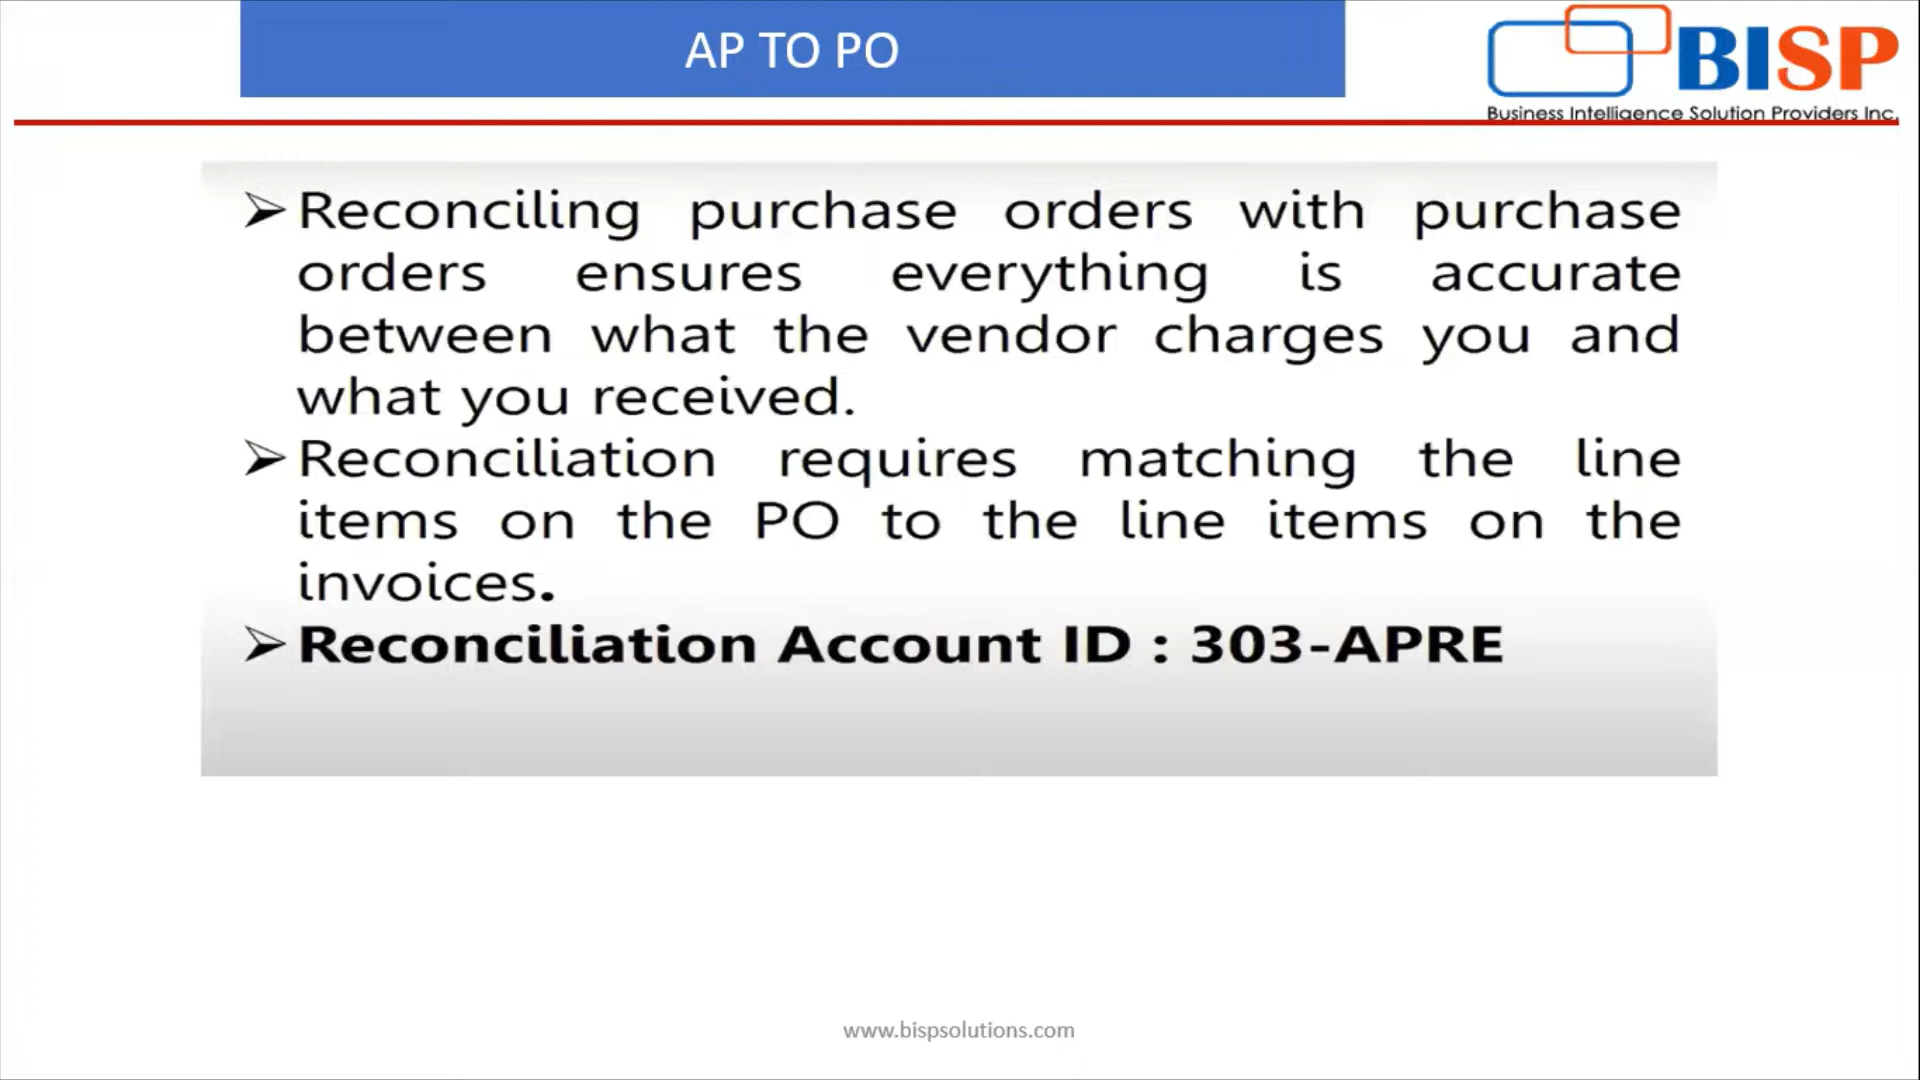 AP TO PO
BISP
Business Intelligence Solution Providers Inc.
➢Reconciling purchase orders with purchase
orders ensures everything is accurate
between what the vendor charges you and
what you received.
➢Reconciliation requires matching the line
items on the PO to the line items on the
invoices.
➢Reconciliation Account ID : 303-APRE
www.bispsolutions.com